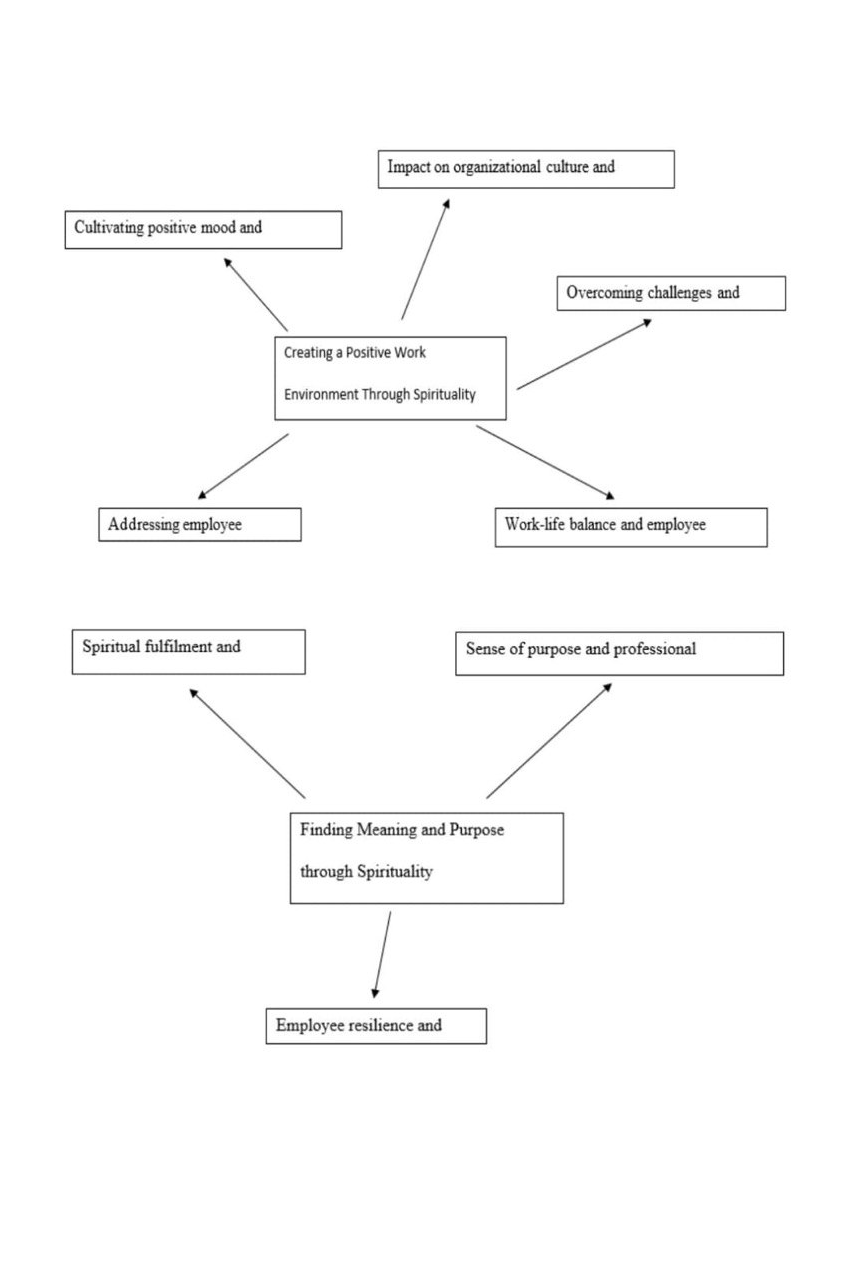 Impact on organizational culture and
Cultivating positive mood and
Overcoming challenges and
Creating a Positive Work
Environment Through Spirituality
Addressing employee
Work-life balance and employee
Spiritual fulfilment and
Sense of purpose and professional
Finding Meaning and Purpose
through Spirituality
Employee resilience and